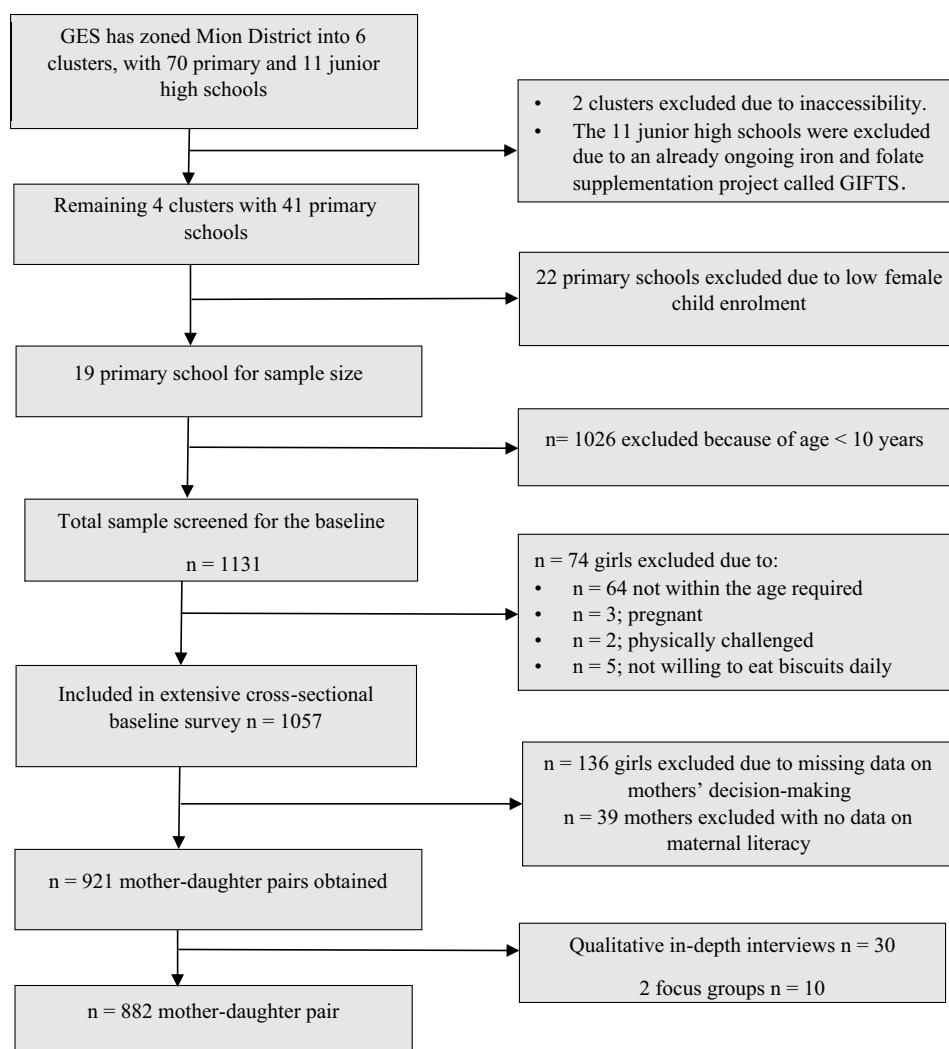 GES has zoned Mion District into 6
clusters, with 70 primary and 11 junior
high schools
• 2 clusters excluded due to inaccessibility.
• The 11 junior high schools were excluded
due to an already ongoing iron and folate
supplementation project called GIFTS.
Remaining 4 clusters with 41 primary
schools
22 primary schools excluded due to low female
child enrolment
19 primary school for sample size
n= 1026 excluded because of age < 10 years
Total sample screened for the baseline
n = 1131
n = 74 girls excluded due to:
• n = 64 not within the age required
• n = 3; pregnant
• n = 2; physically challenged
• n = 5; not willing to eat biscuits daily
Included in extensive cross-sectional
baseline survey n = 1057
n = 136 girls excluded due to missing data on
mothers’ decision-making
n = 39 mothers excluded with no data on
maternal literacy
n = 921 mother-daughter pairs obtained
Qualitative in-depth interviews n = 30
2 focus groups n = 10
n = 882 mother-daughter pair